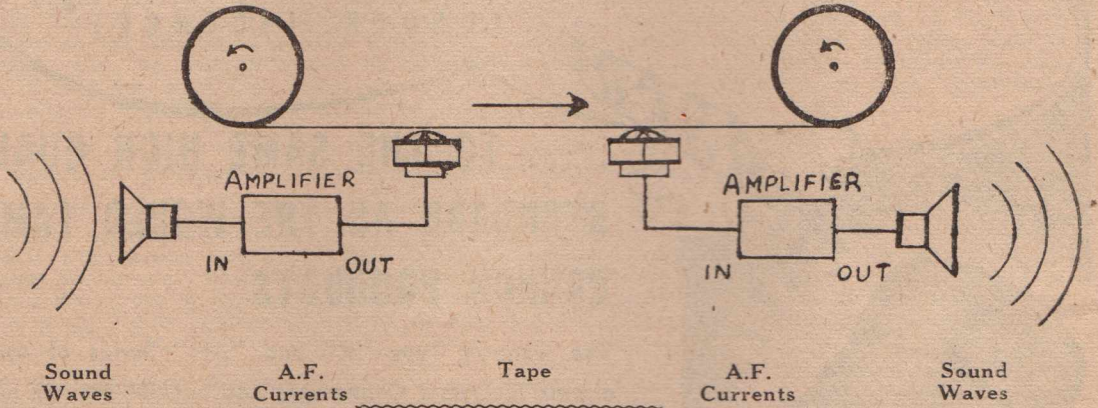 AMPLIFIER
IN
OUT
AMPLIFIER
IN
OUT
Sound
Waves
A.F.
Currents
Tape
A.F.
Currents
Sound
Waves